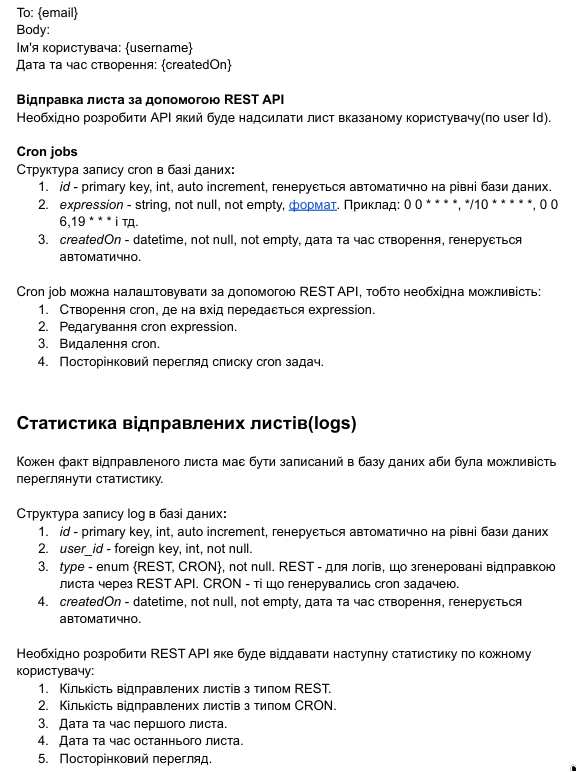 To: {email}
Body:
Ім'я користувача: {username}
Дата та час створення: {createdOn}
Відправка листа за допомогою REST API
Необхідно розробити API який буде надсилати лист вказаному користувачу(по user Id).
Cron jobs
Структура запису cron в базі даних:
1. id - primary key, int, auto increment, генерується автоматично на рівні бази даних.
2. expression - string, not null, not empty, формат. Приклад: 0 0 * * * *, */10 * * * * *, 0 0
6,19 * * * і тд.
3. createdOn - datetime, not null, not empty, дата та час створення, генерується
автоматично.
Cron job можна налаштовувати за допомогою REST API, тобто необхідна можливість:
1. Створення cron, де на вхід передається expression.
2. Редагування cron expression.
3. Видалення cron.
4. Посторінковий перегляд списку cron задач.
Статистика відправлених листів(logs)
Кожен факт відправленого листа має бути записаний в базу даних аби була можливість
переглянути статистику.
Структура запису log в базі даних:
1. id - primary key, int, auto increment, генерується автоматично на рівні бази даних
2. user_id - foreign key, int, not null.
3. type - enum {REST, CRON}, not null. REST - для логів, що згенеровані відправкою
листа через REST API. CRON - ті що генерувались cron задачею.
4. createdOn - datetime, not null, not empty, дата та час створення, генерується
автоматично.
Необхідно розробити REST API яке буде віддавати наступну статистику по кожному
користувачу:
1. Кількість відправлених листів з типом REST.
2. Кількість відправлених листів з типом CRON.
3. Дата та час першого листа.
4. Дата та час останнього листа.
5. Посторінковий перегляд.